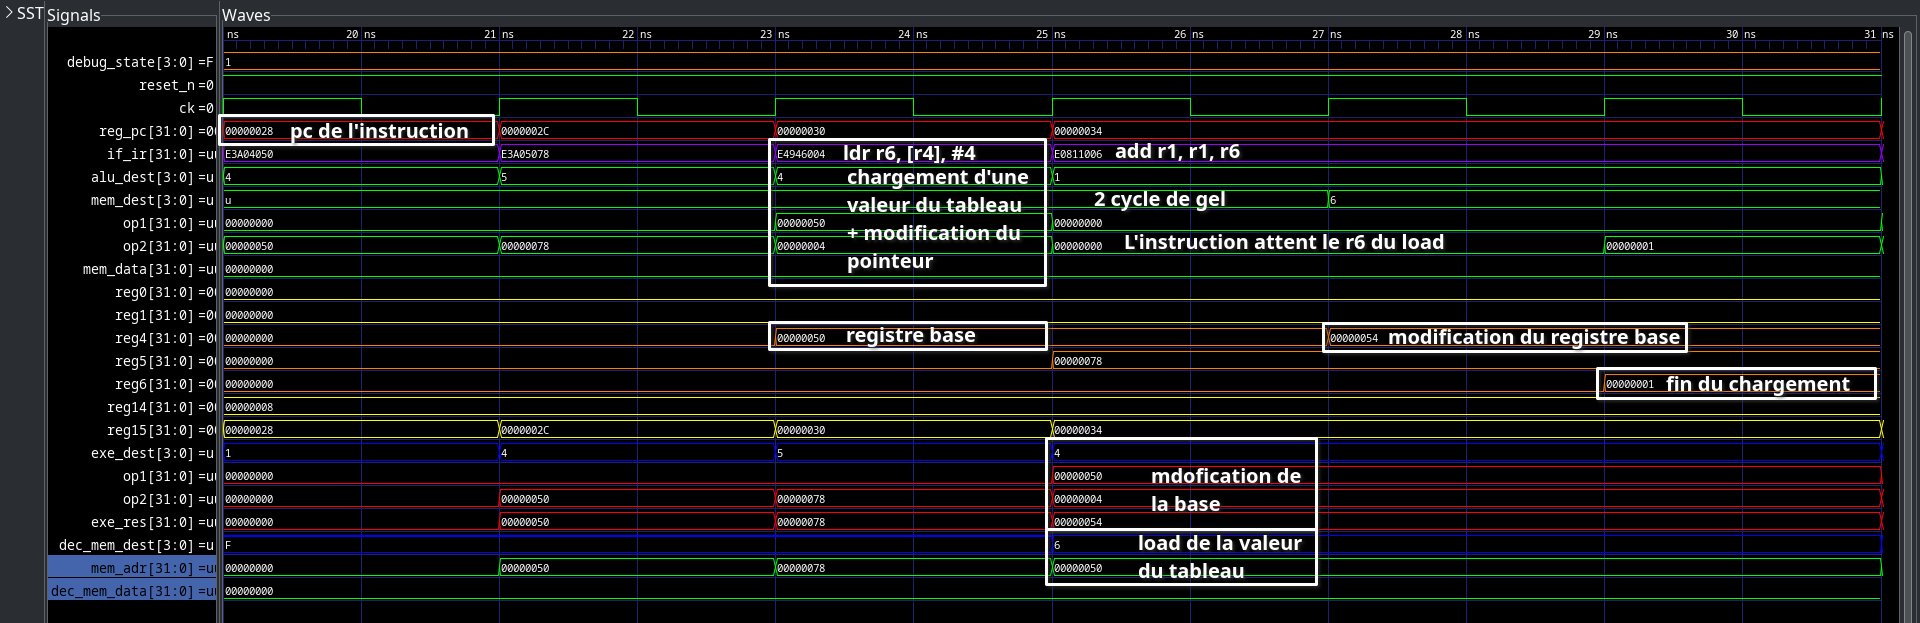 SST Signals Waves
ns 20 ns 21 ns 22 ns 23 ns 24 ns 25 ns 26 ns 27 ns 28 ns 29 ns 30 ns 31 ns
debug_state[3:0] =F 1
reset_n =0
ck =0
reg_pc[31:0] =0 00000028 pc de l'instruction 0000002C 00000030 00000034
if_ir[31:0] =u E3A04050 E3A05078 E4946004 ldr r6, [r4], #4 E0811006 add r1, r1, r6
alu_dest[3:0] =u 4 5 4 chargement d'une 1
mem_dest[3:0] =u u valeur du tableau 2 cycle de gel 6
op1[31:0] =u 00000000 00000050 + modification du 00000000
op2[31:0] =u 00000050 00000078 00000004 pointeur 00000000 L'instruction attent le r6 du load 00000001
mem_data[31:0] =u 00000000
reg0[31:0] =0 00000000
reg1[31:0] =0 00000000
reg4[31:0] =0 00000000 00000050 registre base 00000054 modification du registre base
reg5[31:0] =0 00000000 00000078
reg6[31:0] =0 00000000 00000001 fin du chargement
reg14[31:0] =0 00000008
reg15[31:0] =0 00000028 0000002C 00000030 00000034
exe_dest[3:0] =u 1 4 5 4
op1[31:0] =u 00000000 00000050 mdofication de
op2[31:0] =u 00000000 00000050 00000078 00000004 la base
exe_res[31:0] =u 00000000 00000050 00000078 00000054
dec_mem_dest[3:0] =u F 6 load de la valeur
mem_adr[31:0] =u 00000000 00000050 00000078 00000050 du tableau
dec_mem_data[31:0] =u 00000000